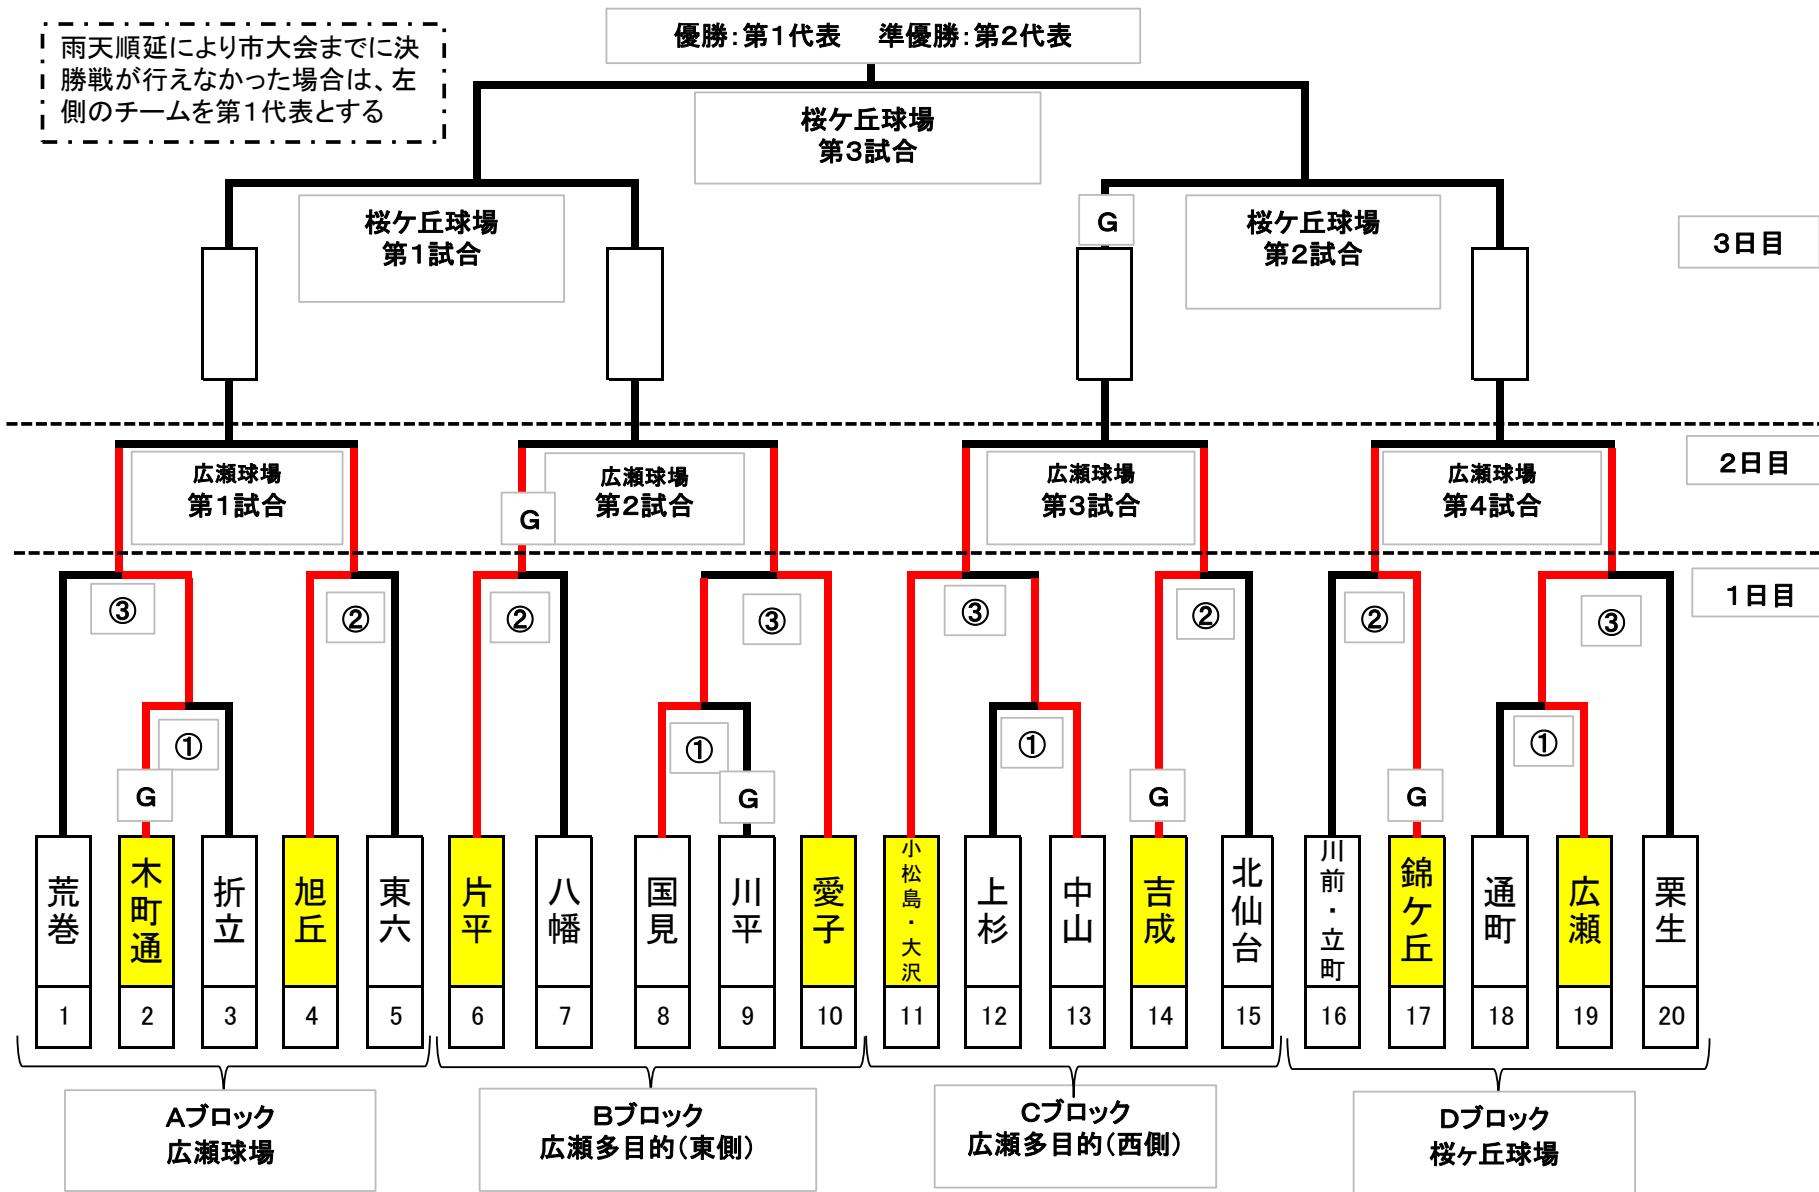 優勝：第１代表　準優勝：第２代表
雨天順延により市大会までに決
勝戦が行えなかった場合は、左
側のチームを第１代表とする
桜ケ丘球場
第３試合
桜ケ丘球場
第１試合
G
桜ケ丘球場
第２試合
３日目
広瀬球場
第１試合
G
広瀬球場
第２試合
広瀬球場
第３試合
広瀬球場
第４試合
２日目
１日目
③
②
②
③
③
②
②
③
①
①
①
①
G
G
G
G
荒巻
木町通
折立
旭丘
東六
片平
八幡
国見
川平
愛子
小松島・大沢
上杉
中山
吉成
北仙台
川前・立町
錦ケ丘
通町
広瀬
栗生
1
2
3
4
5
6
7
8
9
10
11
12
13
14
15
16
17
18
19
20
Aブロック
広瀬球場
Bブロック
広瀬多目的（東側）
Cブロック
広瀬多目的（西側）
Dブロック
桜ヶ丘球場